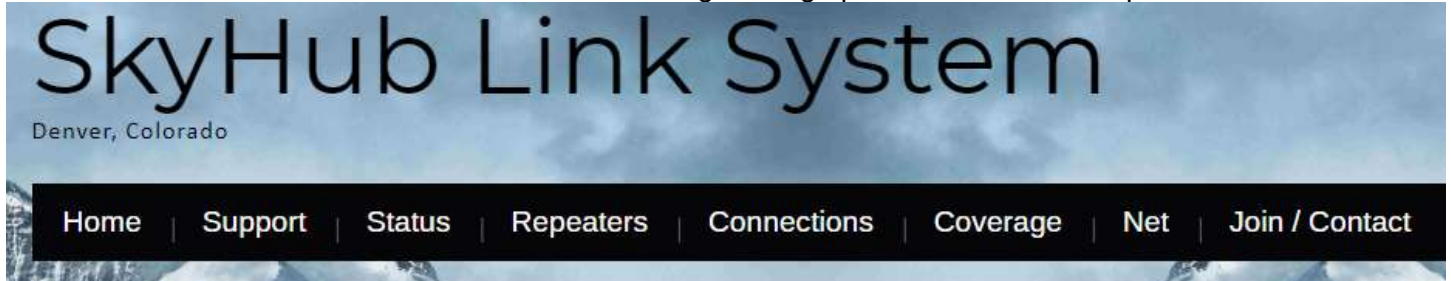 SkyHub Link System
Denver, Colorado
Home | Support | Status | Repeaters | Connections | Coverage | Net | Join / Contact